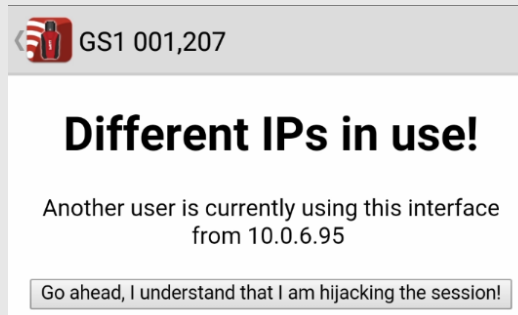 GS1 001,207
Different IPs in use!
Another user is currently using this interface
from 10.0.6.95
Go ahead, I understand that I am hijacking the session!